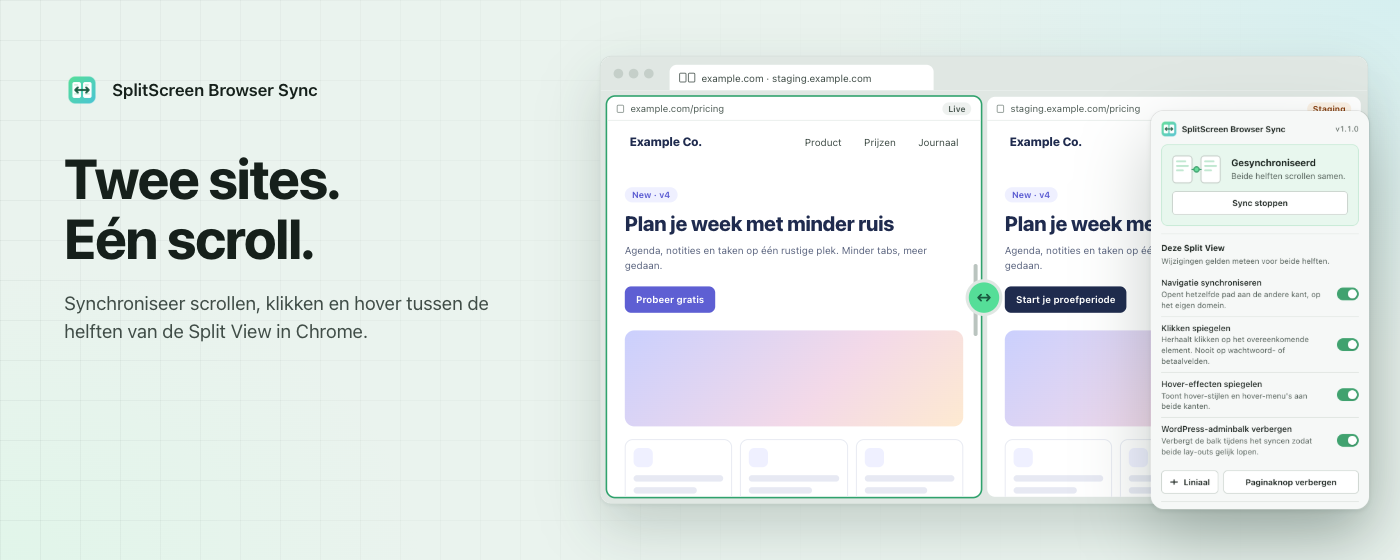 SplitScreen Browser Sync
Twee sites.
Eén scroll.
Synchroniseer scrollen, klikken en hover tussen de
helften van de Split View in Chrome.
example.com · staging.example.com
example.com/pricing
Live
Example Co.
Product
Prijzen
Journaal
New · v4
Plan je week met minder ruis
Agenda, notities en taken op één rustige plek. Minder tabs, meer
gedaan.
Probeer gratis
staging.example.com/pricing
Staging
Example Co.
New · v4
Plan je week met
Agenda, notities en taken op
gedaan.
Start je proefperiode
SplitScreen Browser Sync
v1.1.0
Gesynchroniseerd
Beide helften scrollen samen.
Sync stoppen
Deze Split View
Wijzigingen gelden meteen voor beide helften.
Navigatie synchroniseren
Opent hetzelfde pad aan de andere kant, op
het eigen domein.
Klikken spiegelen
Herhaalt klikken op het overeenkomende
element. Nooit op wachtwoord- of
betaalvelden.
Hover-effecten spiegelen
Toont hover-stijlen en hover-menu's aan
beide kanten.
WordPress-adminbalk verbergen
Verbergt de balk tijdens het syncen zodat
beide lay-outs gelijk lopen.
Liniaal
Paginaknop verbergen